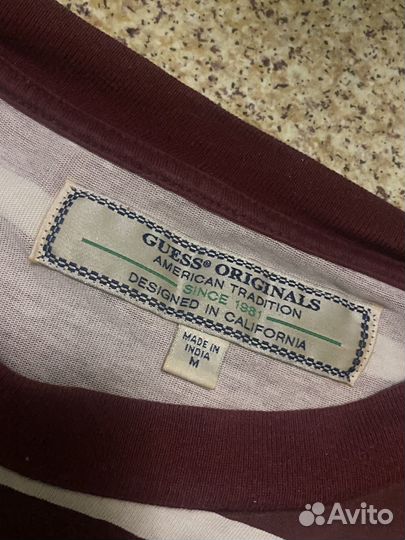 GUESS® ORIGINALS
AMERICAN TRADITION
SINCE 1981
DESIGNED IN CALIFORNIA
MADE IN
INDIA
M
Avito